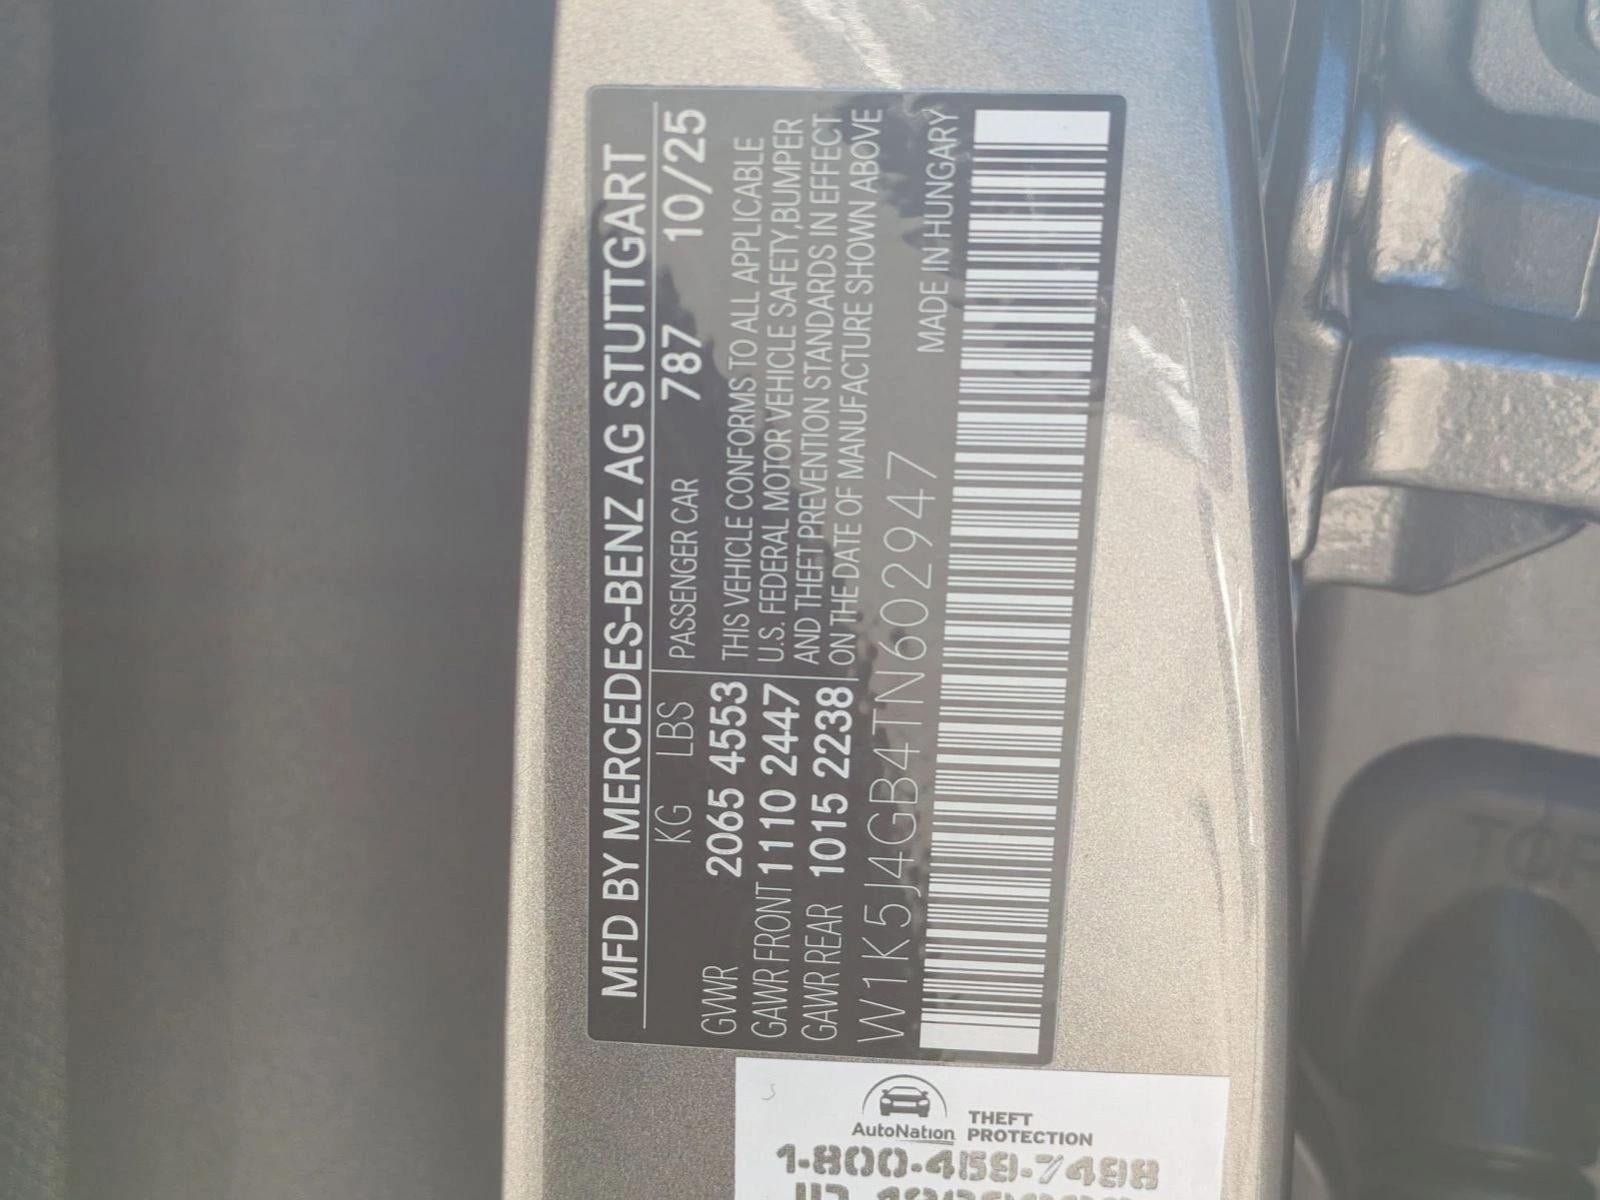 MFD BY MERCEDES-BENZ AG STUTTGART
KG LBS PASSENGER CAR 787 10/25
GVWR 2065 4553
GAWR FRONT 1110 2447
GAWR REAR 1015 2238
THIS VEHICLE CONFORMS TO ALL APPLICABLE
U.S. FEDERAL MOTOR VEHICLE SAFETY, BUMPER
AND THEFT PREVENTION STANDARDS IN EFFECT
ON THE DATE OF MANUFACTURE SHOWN ABOVE
W1K5J4GB4TN602947
MADE IN HUNGARY
AutoNation THEFT
PROTECTION
1-800-459-7498